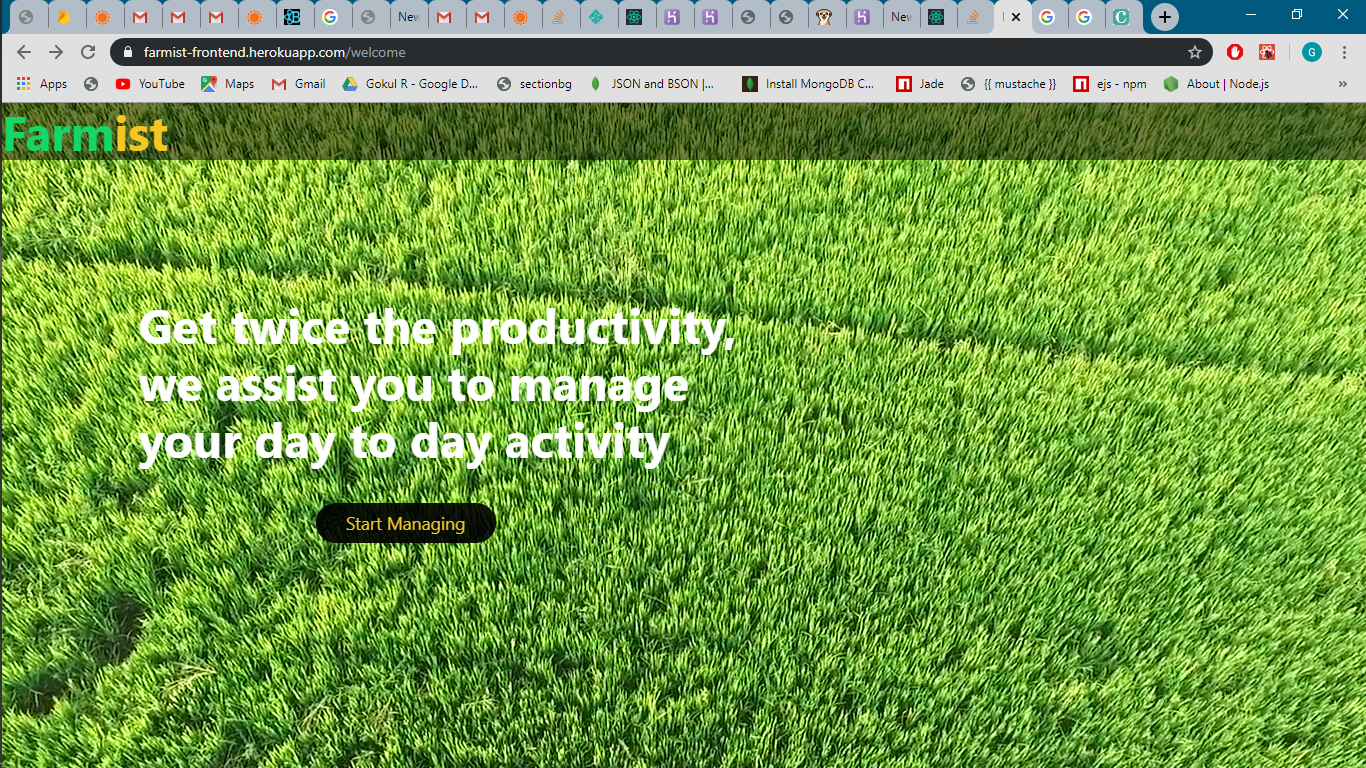 New
New
farmist-frontend.herokuapp.com/welcome
G
Apps
YouTube
Maps
Gmail
Gokul R - Google D...
sectionbg
JSON and BSON |...
Install MongoDB C...
Jade
{{ mustache }}
ejs - npm
About | Node.js
»
Farmist
Get twice the productivity,
we assist you to manage
your day to day activity
Start Managing